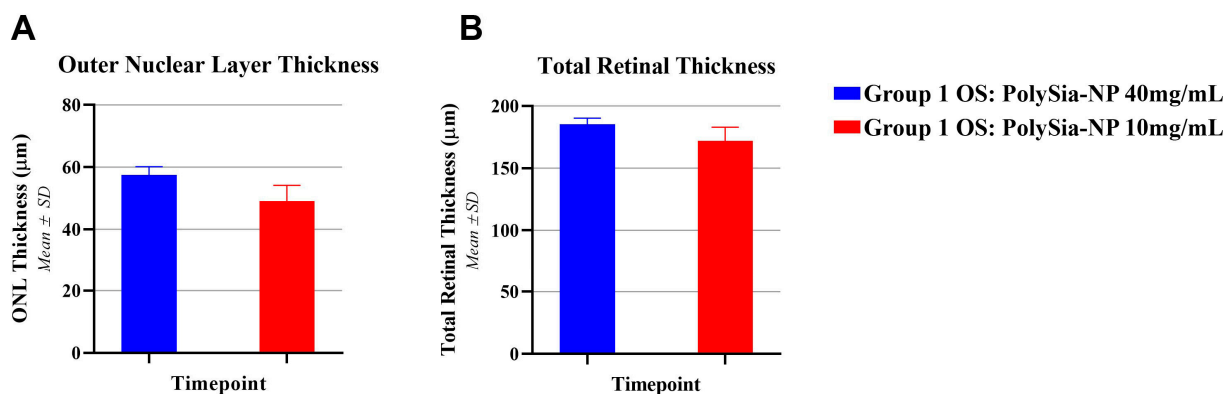 A
Outer Nuclear Layer Thickness
ONL Thickness (μm)
Mean ± SD
80
60
40
20
0
Timepoint
B
Total Retinal Thickness
Total Retinal Thickness (μm)
Mean ± SD
200
150
100
50
0
Timepoint
Group 1 OS: PolySia-NP 40mg/mL
Group 1 OS: PolySia-NP 10mg/mL